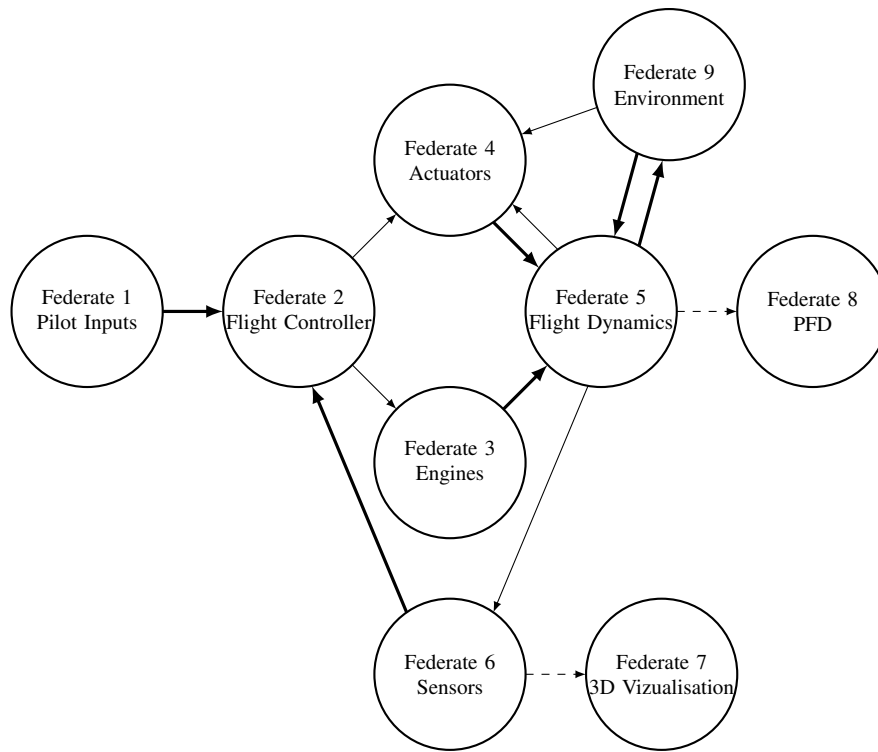 Federate 9
Environment
Federate 4
Actuators
Federate 1
Pilot Inputs
Federate 2
Flight Controller
Federate 5
Flight Dynamics
Federate 8
PFD
Federate 3
Engines
Federate 6
Sensors
Federate 7
3D Vizualisation